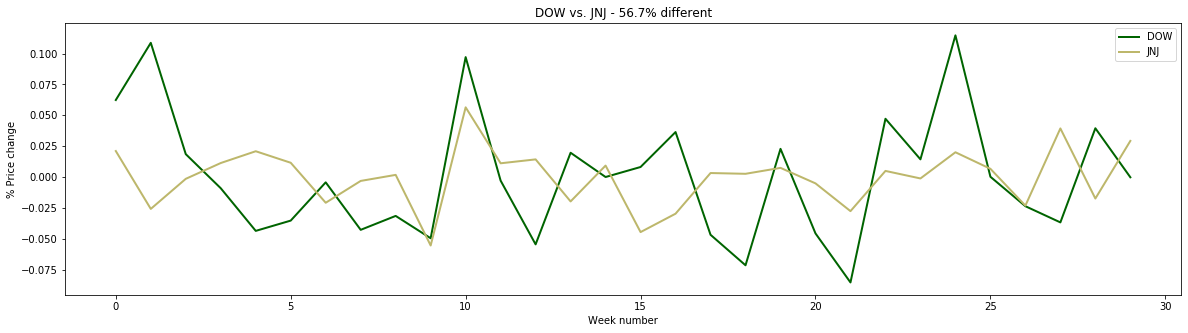 DOW vs. JNJ - 56.7% different
DOW
JNJ
% Price change
0.100
0.075
0.050
0.025
0.000
−0.025
−0.050
−0.075
0 5 10 15 20 25 30
Week number